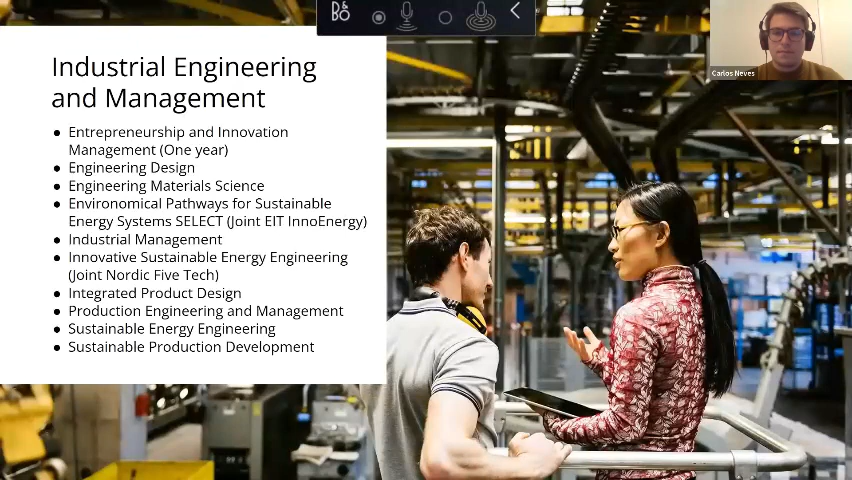 B&
O
Carlos Neves
Industrial Engineering
and Management
● Entrepreneurship and Innovation
Management (One year)
● Engineering Design
● Engineering Materials Science
● Environomical Pathways for Sustainable
Energy Systems SELECT (Joint EIT InnoEnergy)
● Industrial Management
● Innovative Sustainable Energy Engineering
(Joint Nordic Five Tech)
● Integrated Product Design
● Production Engineering and Management
● Sustainable Energy Engineering
● Sustainable Production Development